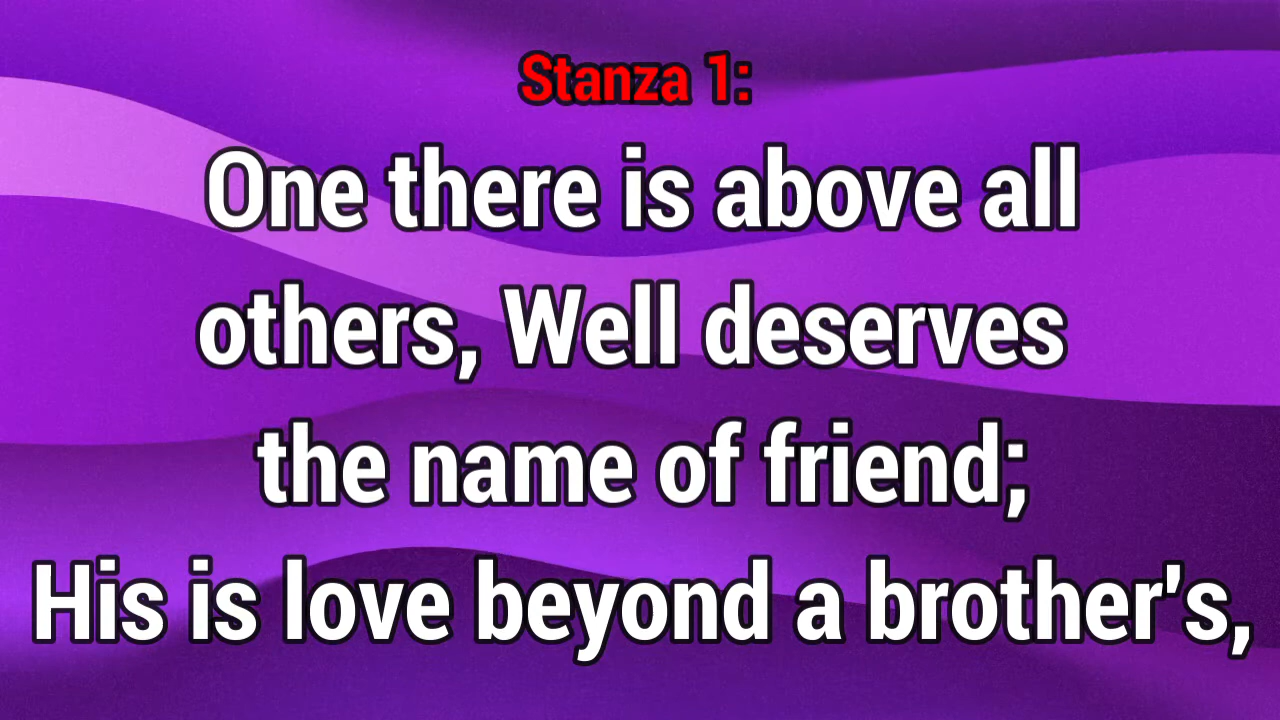 Stanza 1:
One there is above all
others, Well deserves
the name of friend;
His is love beyond a brother's,